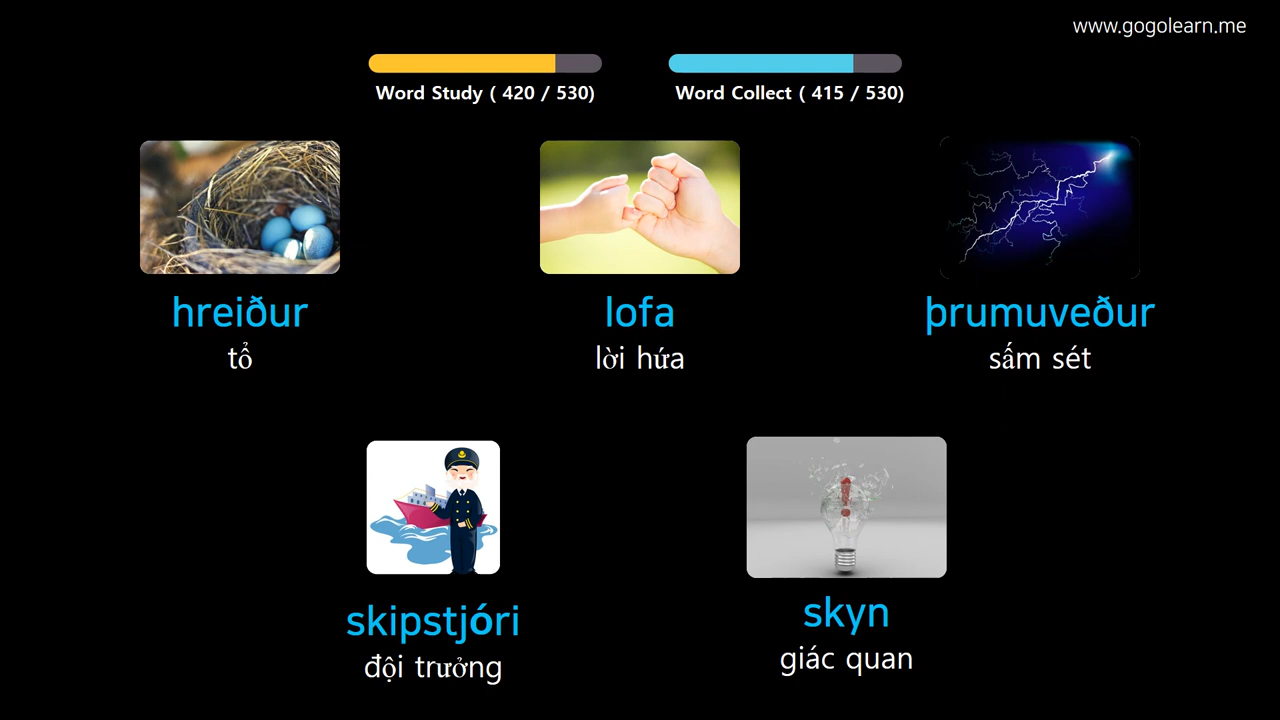 www.gogolearn.me
Word Study ( 420 / 530)
Word Collect ( 415 / 530)
hreiður
lofa
þrumuveður
tổ
lời hứa
sấm sét
skipstjóri
skyn
đội trưởng
giác quan